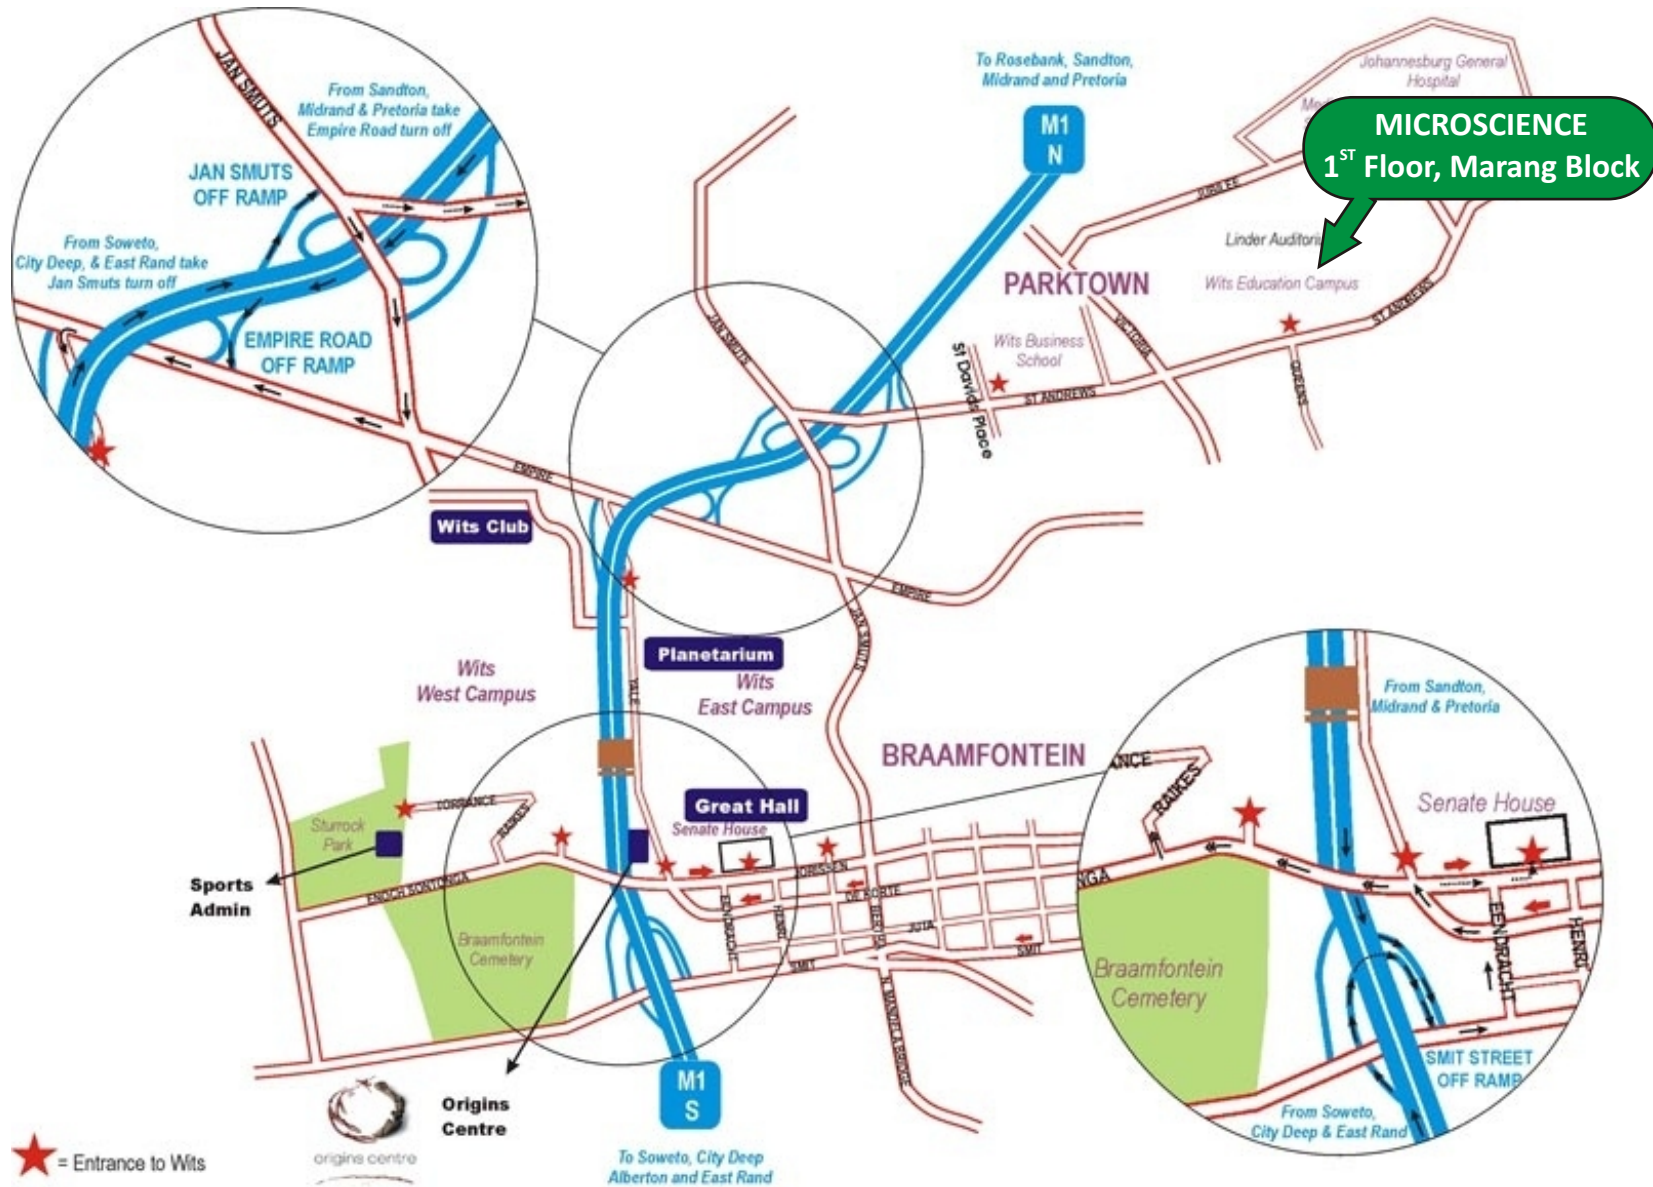 JAN SMUTS
From Sandton,
Midrand & Pretoria take
Empire Road turn off
JAN SMUTS
OFF RAMP
From Soweto,
City Deep, & East Rand take
Jan Smuts turn off
EMPIRE ROAD
OFF RAMP
To Rosebank, Sandton,
Midrand and Pretoria
M1
N
Johannesburg General
Hospital
MICROSCIENCE
1ST Floor, Marang Block
JUBILEE
Linder
Wits Education Campus
PARKTOWN
ST ANDREWS
VICTORIA
Wits Business
School
St Davids Place
ST ANDREWS
QUEENS
JAN SMUTS
EMPIRE
Wits Club
EMPIRE
JAN SMUTS
Planetarium
Wits
West Campus
YALE
Wits
East Campus
BRAAMFONTEIN
Great Hall
Senate House
TORRANCE
RAIKES
Sturrock
Park
Sports
Admin
ENOCH SONTONGA
JORISSEN
DE KORTE
EENDRACHT
HENRI
JUTA
SMIT
SMIT
Braamfontein
Cemetery
N. MANDELA BRIDGE
M1
S
To Soweto, City Deep
Alberton and East Rand
Origins
Centre
origins centre
= Entrance to Wits
From Sandton,
Midrand & Pretoria
ANCE
RAIKES
Senate House
NGA
EENDRACHT
HENRI
Braamfontein
Cemetery
SMIT STREET
OFF RAMP
From Soweto,
City Deep & East Rand